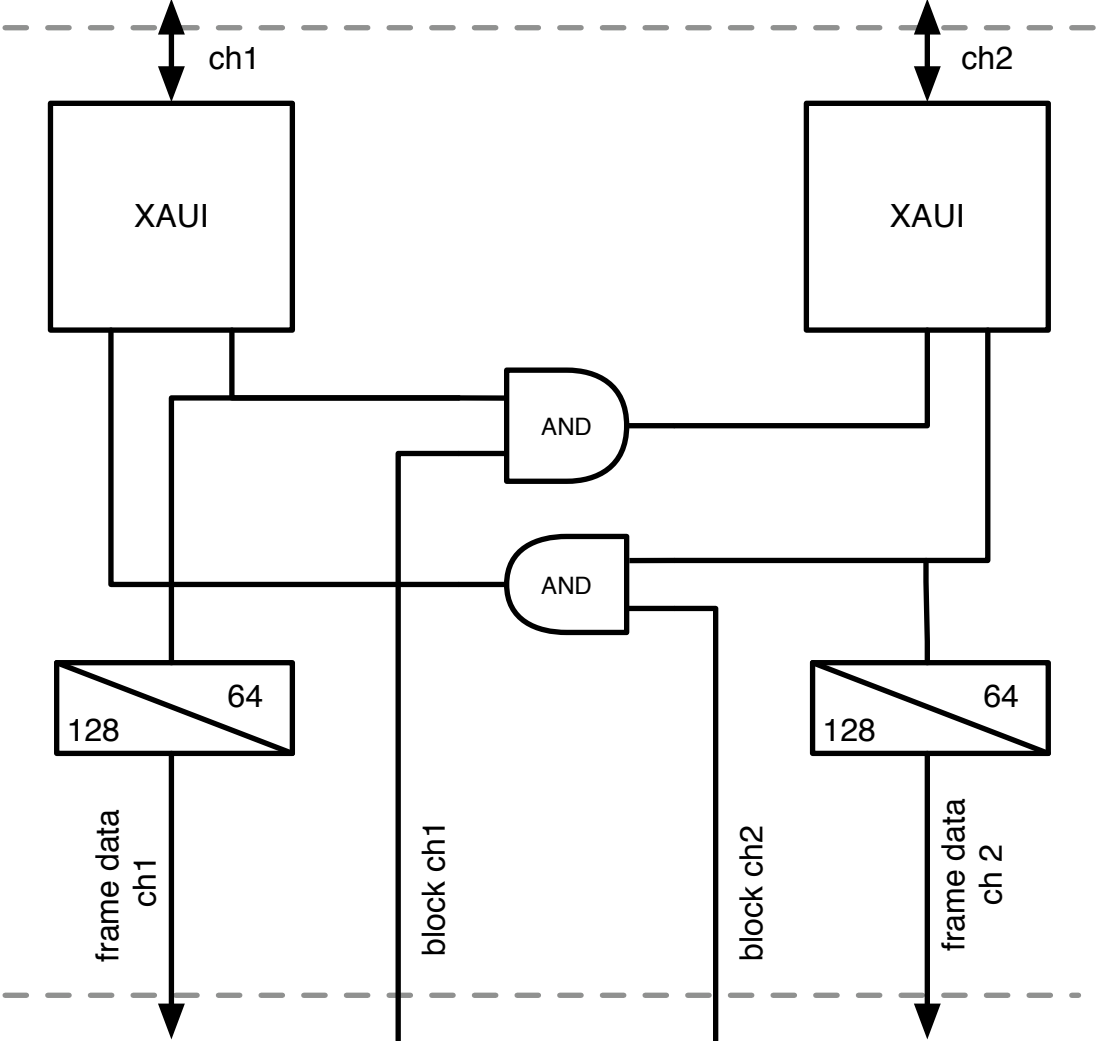 ch1
ch2
XAUI
XAUI
AND
AND
64
128
64
128
frame data
ch1
block ch1
block ch2
frame data
ch 2